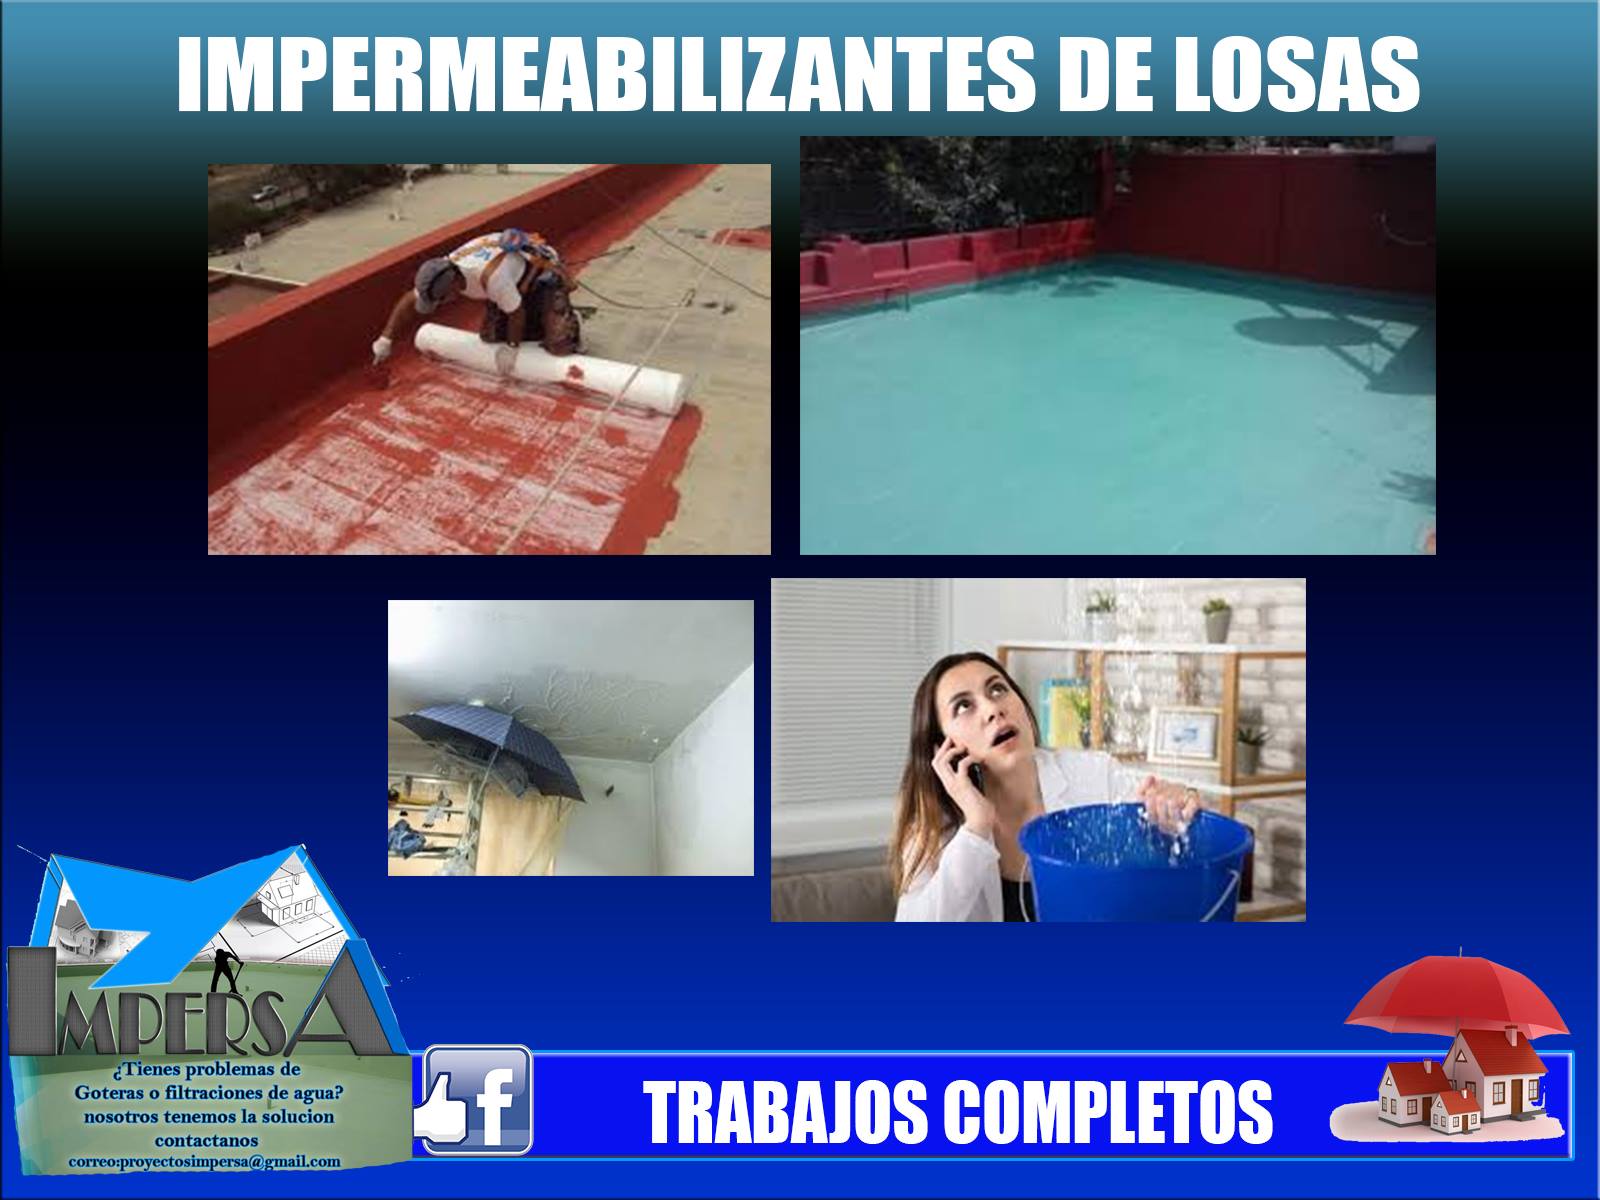 IMPERMEABILIZANTES DE LOSAS
IMPERSA
¿Tienes problemas de
Goteras o filtraciones de agua?
nosotros tenemos la solucion
contactanos
correo:proyectosimpersa@gmail.com
f
TRABAJOS COMPLETOS